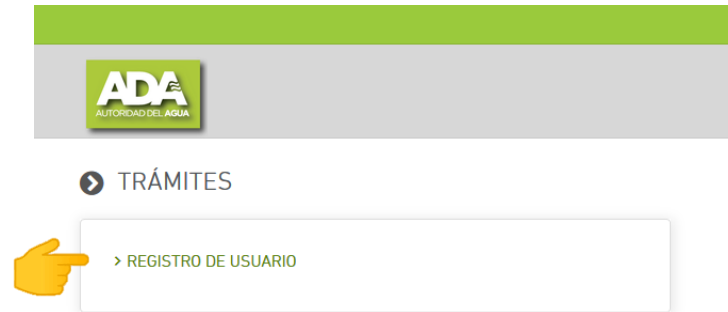 ADA
AUTORIDAD DEL AGUA
TRÁMITES
> REGISTRO DE USUARIO